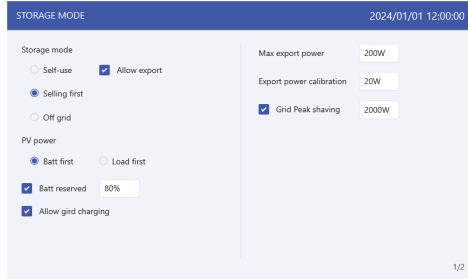 STORAGE MODE
2024/01/01 12:00:00
Storage mode
Self-use
Allow export
Selling first
Off grid
PV power
Batt first
Load first
Batt reserved
80%
Allow gird charging
Max export power
200W
Export power calibration
20W
Grid Peak shaving
2000W
1/2